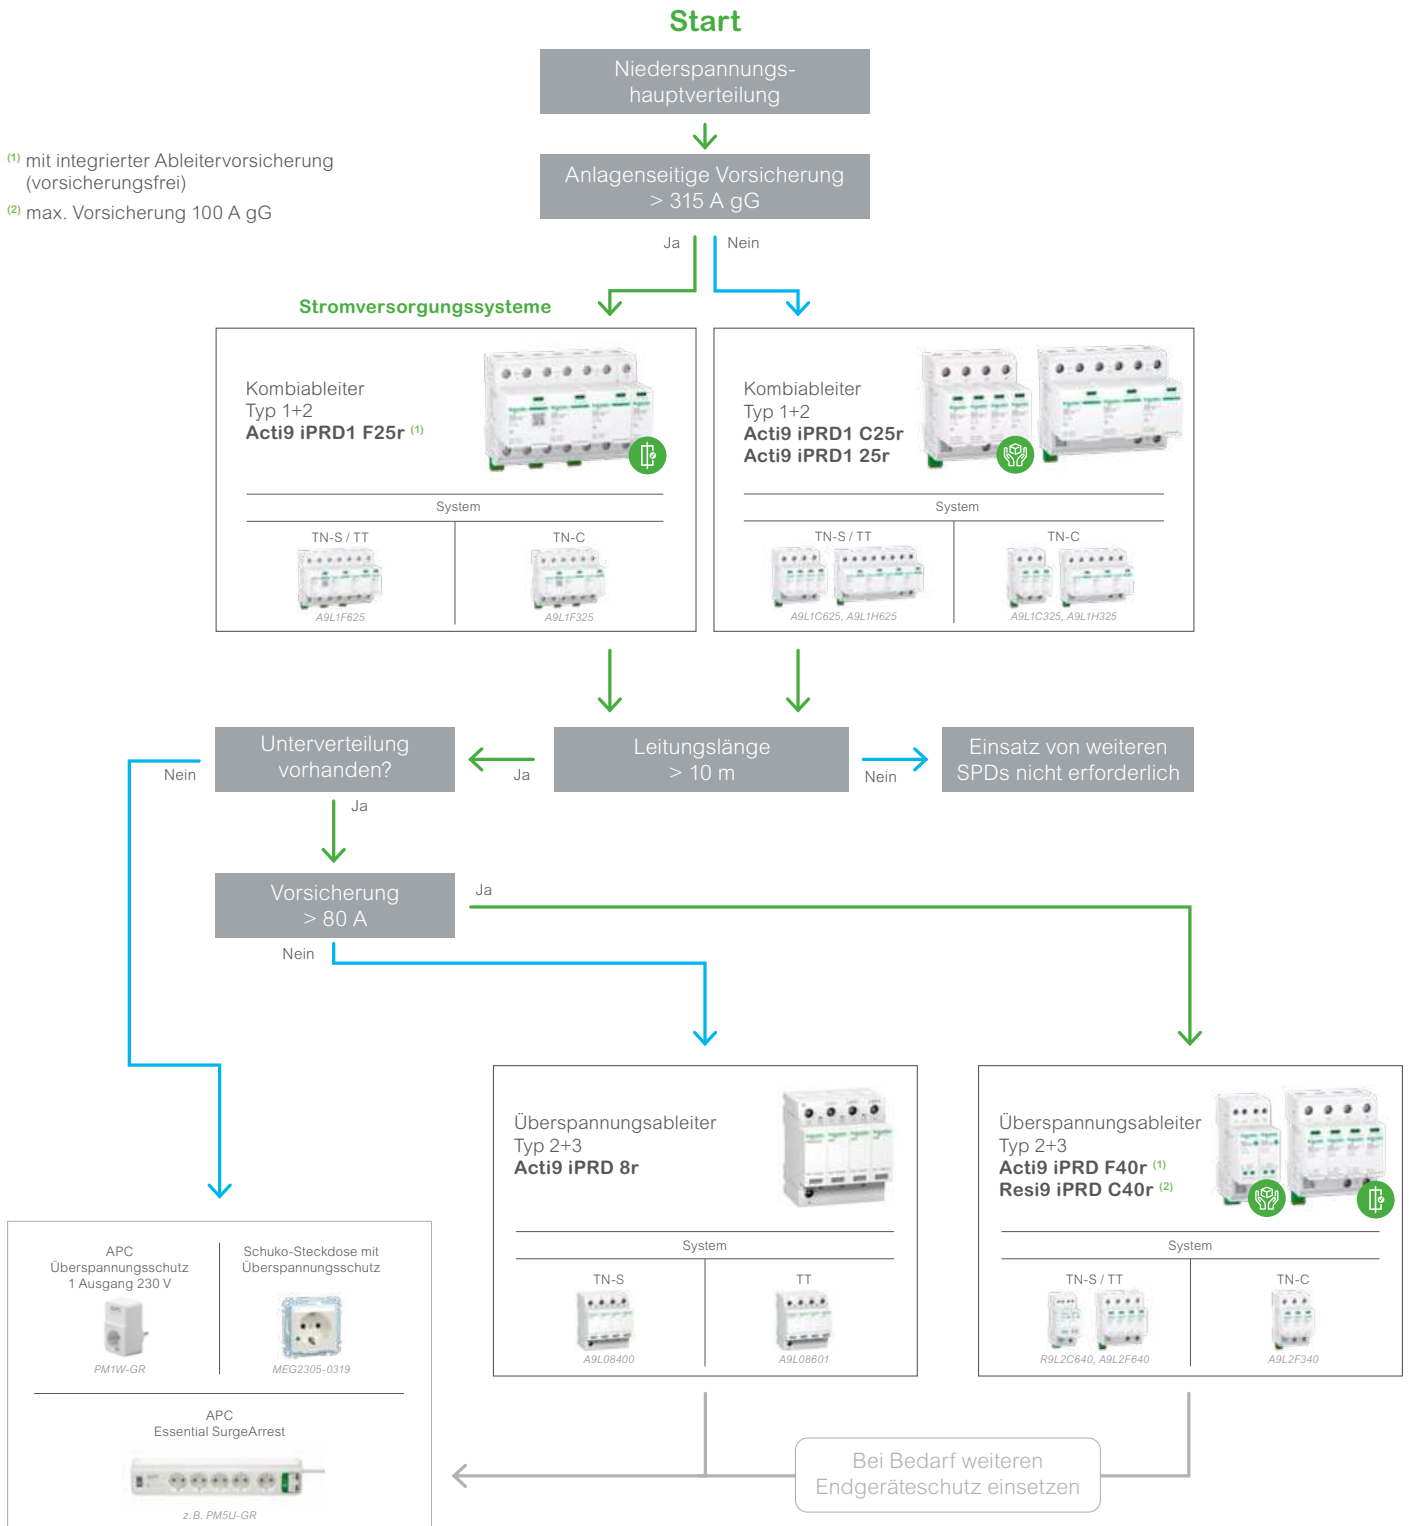 Start
Niederspannungs-
hauptverteilung
(1) mit integrierter Ableitervorsicherung
(vorsicherungsfrei)
(2) max. Vorsicherung 100 A gG
Anlagenseitige Vorsicherung
> 315 A gG
Ja
Nein
Stromversorgungssysteme
Kombiableiter
Typ 1+2
Acti9 iPRD1 F25r (1)
System
TN-S / TT
TN-C
A9L1F625
A9L1F325
Kombiableiter
Typ 1+2
Acti9 iPRD1 C25r
Acti9 iPRD1 25r
System
TN-S / TT
TN-C
A9L1C625, A9L1H625
A9L1C325, A9L1H325
Unterverteilung
vorhanden?
Nein
Ja
Leitungslänge
> 10 m
Nein
Einsatz von weiteren
SPDs nicht erforderlich
Ja
Vorsicherung
> 80 A
Ja
Nein
Überspannungsableiter
Typ 2+3
Acti9 iPRD 8r
System
TN-S
TT
A9L08400
A9L08601
Überspannungsableiter
Typ 2+3
Acti9 iPRD F40r (1)
Resi9 iPRD C40r (2)
System
TN-S / TT
TN-C
R9L2C640, A9L2F640
A9L2F340
APC
Überspannungsschutz
1 Ausgang 230 V
PM1W-GR
Schuko-Steckdose mit
Überspannungsschutz
MEG2305-0319
APC
Essential SurgeArrest
z.B. PM5U-GR
Bei Bedarf weiteren
Endgeräteschutz einsetzen